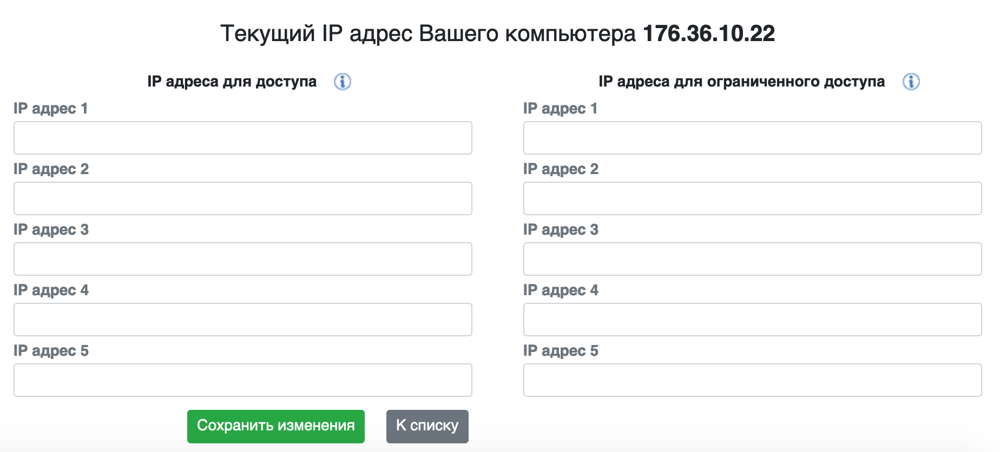 Текущий IP адрес Вашего компьютера 176.36.10.22
IP адреса для доступа
IP адрес 1
IP адрес 2
IP адрес 3
IP адрес 4
IP адрес 5
IP адреса для ограниченного доступа
IP адрес 1
IP адрес 2
IP адрес 3
IP адрес 4
IP адрес 5
Сохранить изменения
К списку